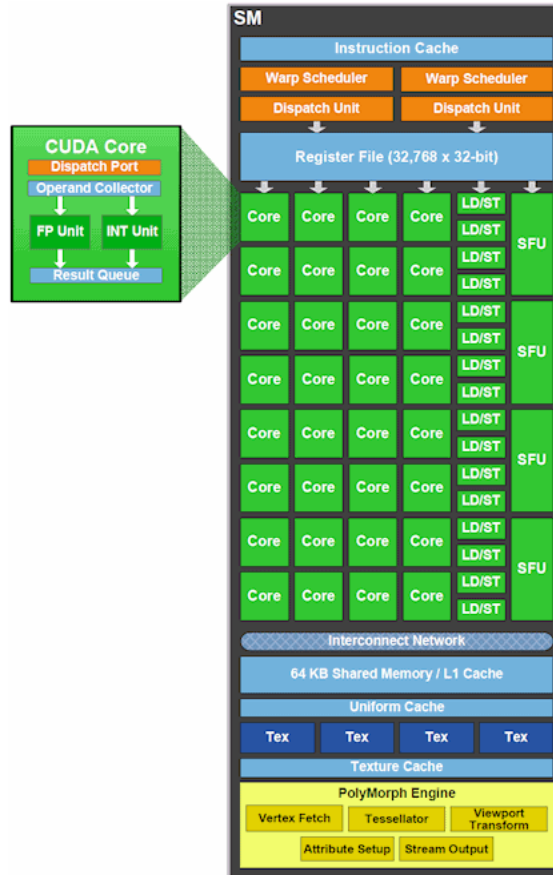 SM
Instruction Cache
Warp Scheduler Warp Scheduler
Dispatch Unit Dispatch Unit
Register File (32,768 x 32-bit)
CUDA Core
Dispatch Port
Operand Collector
FP Unit INT Unit
Result Queue
Core Core Core Core LD/ST
LD/ST
SFU
Core Core Core Core LD/ST
LD/ST
Core Core Core Core LD/ST
LD/ST
SFU
Core Core Core Core LD/ST
LD/ST
Core Core Core Core LD/ST
LD/ST
SFU
Core Core Core Core LD/ST
LD/ST
Core Core Core Core LD/ST
LD/ST
SFU
Core Core Core Core LD/ST
LD/ST
Interconnect Network
64 KB Shared Memory / L1 Cache
Uniform Cache
Tex Tex Tex Tex
Texture Cache
PolyMorph Engine
Vertex Fetch Tessellator Viewport
Transform
Attribute Setup Stream Output